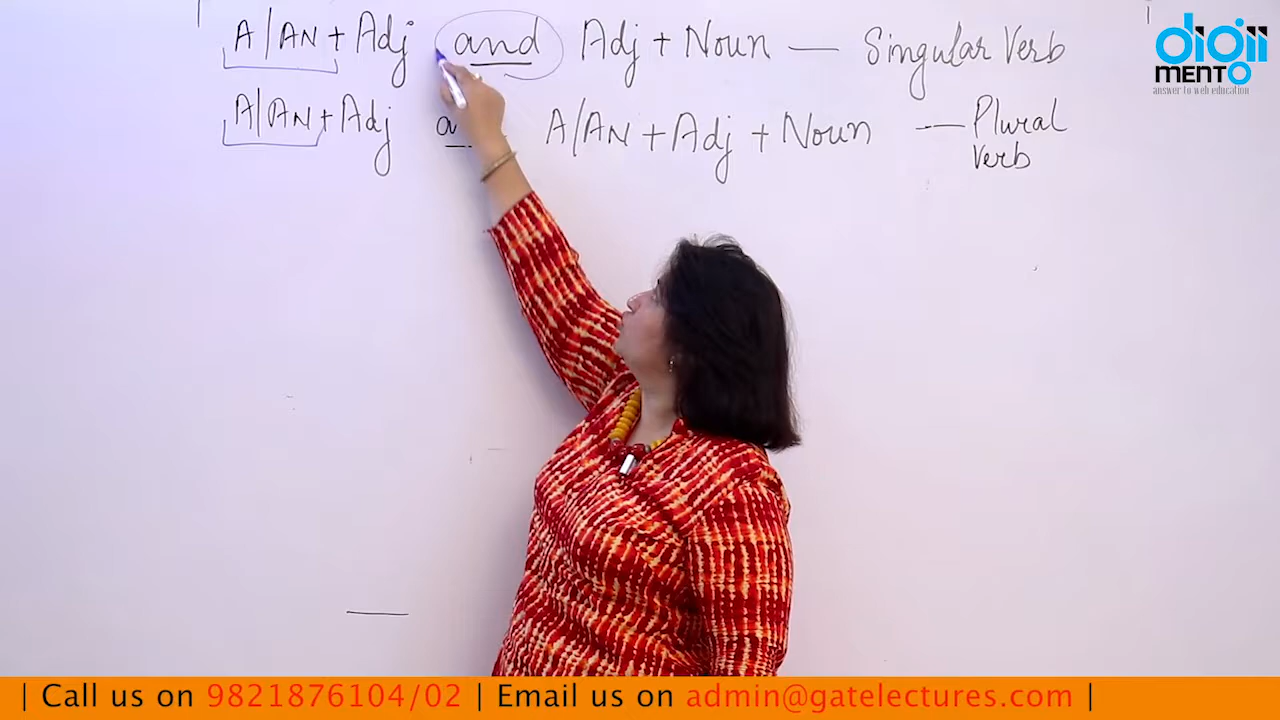 A/AN + Adj and Adj + Noun — Singular Verb
A/AN + Adj A/AN + Adj + Noun — Plural
Verb
digii
MENTO
answer to web education
| Call us on 9821876104/02 | Email us on admin@gatelectures.com |